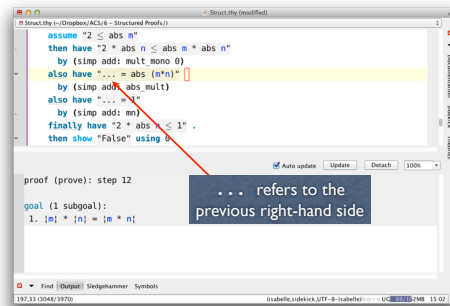 Struct.thy (modified)
Struct.thy (~/Dropbox/ACS/6 – Structured Proofs/)
assume "2 ≤ abs m"
then have "2 * abs n ≤ abs m * abs n"
by (simp add: mult_mono 0)
also have "... = abs (m*n)"
by (simp add: abs_mult)
also have "... = 1"
by (simp add: mn)
finally have "2 * abs n ≤ 1" .
then show "False" using 0
Auto update Update Detach 100%
... refers to the
previous right-hand side
proof (prove): step 12
goal (1 subgoal):
1. ¦m¦ * ¦n¦ = ¦m * n¦
Find Output Sledgehammer Symbols
197,33 (3048/3970)
(isabelle,sidekick,UTF-8-Isabelle)
15:02